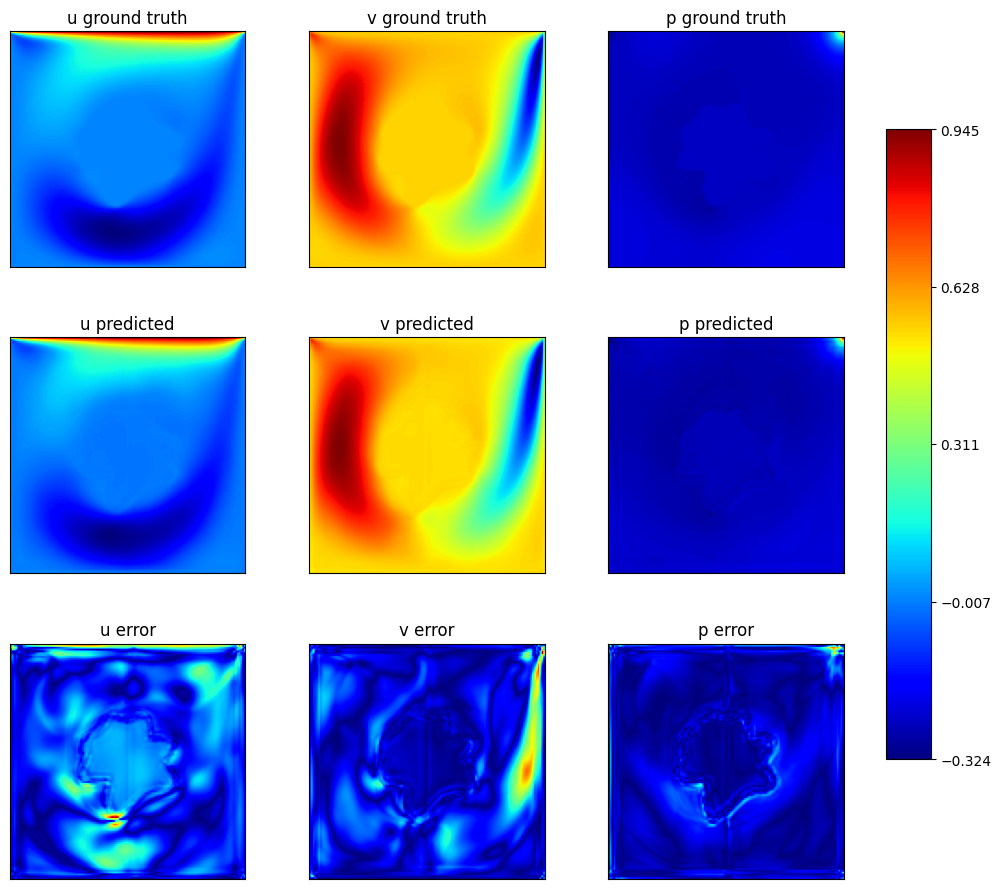 u ground truth
v ground truth
p ground truth
0.945
0.628
u predicted
v predicted
p predicted
0.311
−0.007
u error
v error
p error
−0.324